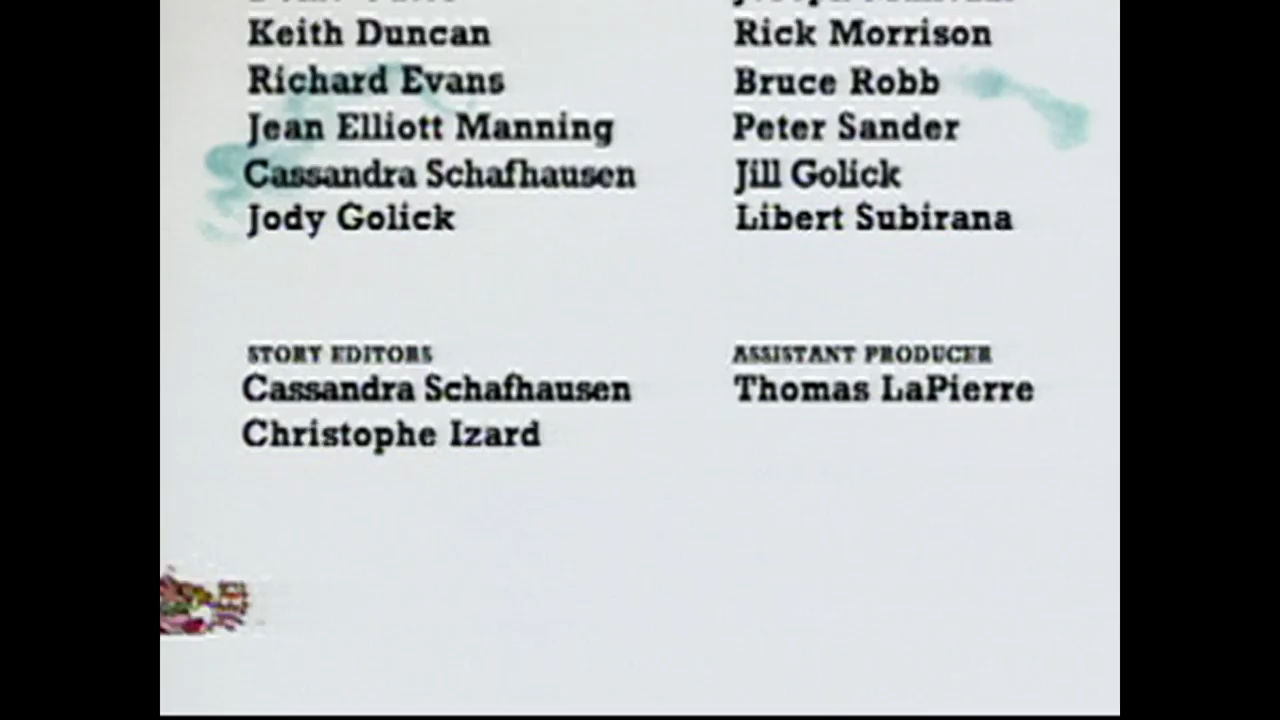 Keith Duncan
Richard Evans
Jean Elliott Manning
Cassandra Schafhausen
Jody Golick
Rick Morrison
Bruce Robb
Peter Sander
Jill Golick
Libert Subirana
STORY EDITORS
Cassandra Schafhausen
Christophe Izard
ASSISTANT PRODUCER
Thomas LaPierre